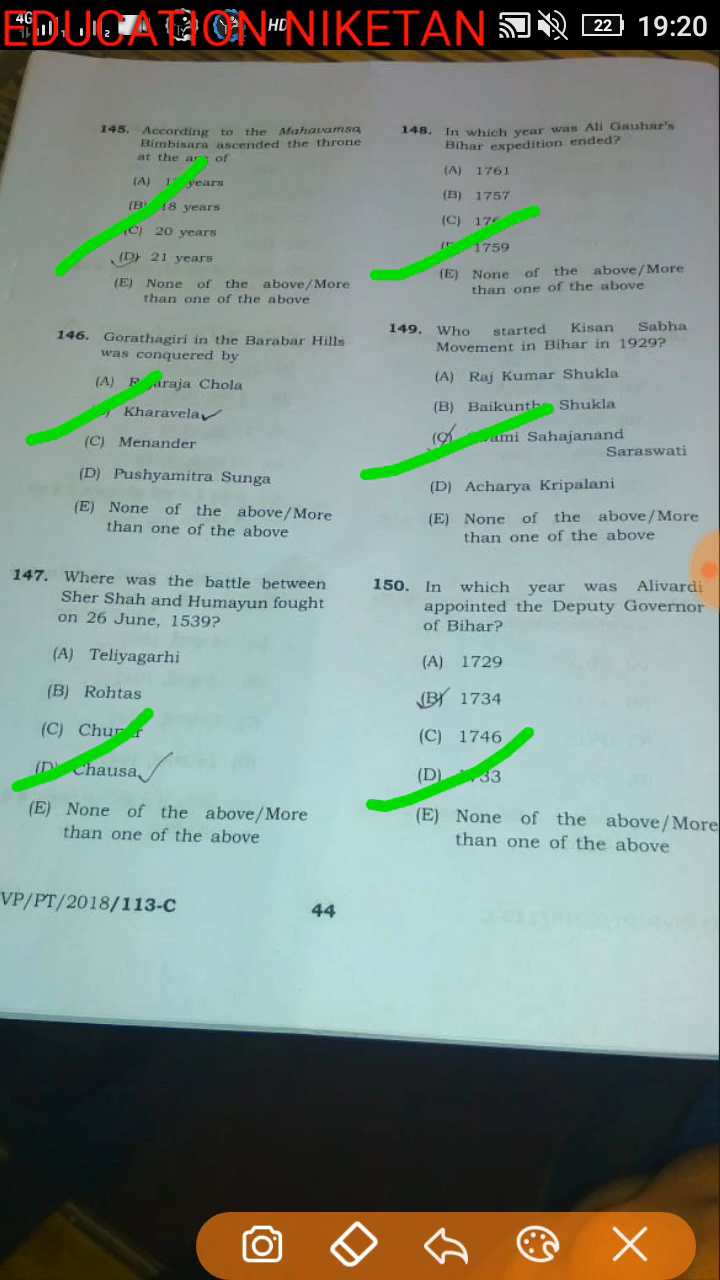 4G
HD
22
19:20
EDUCATION NIKETAN
145. According to the Mahavamsa,
Bimbisara ascended the throne
at the of
(A) years
(B) 18 years
(C) 20 years
(D) 21 years
(E) None of the above/More
than one of the above
146. Gorathagiri in the Barabar Hills
was conquered by
(A) Chola
Kharavela
(C) Menander
(D) Pushyamitra Sunga
(E) None of the above/More
than one of the above
147. Where was the battle between
Sher Shah and Humayun fought
on 26 June, 1539?
(A) Teliyagarhi
(B) Rohtas
(C)
(D) Chausa
(E) None of the above/More
than one of the above
VP/PT/2018/113-C
44
148. In which year was Ali Gauhar's
Bihar expedition ended?
(A) 1761
(B) 1757
(C)
1759
(E) None of the above/More
than one of the above
149. Who started Kisan Sabha
Movement in Bihar in 1929?
(A) Raj Kumar Shukla
(B) Baikuntha Shukla
(C) Swami Sahajanand
Saraswati
(D) Acharya Kripalani
(E) None of the above/More
than one of the above
150. In which year was Alivardi
appointed the Deputy Governor
of Bihar?
(A) 1729
(B) 1734
(C) 1746
(D) 1733
(E) None of the above/More
than one of the above